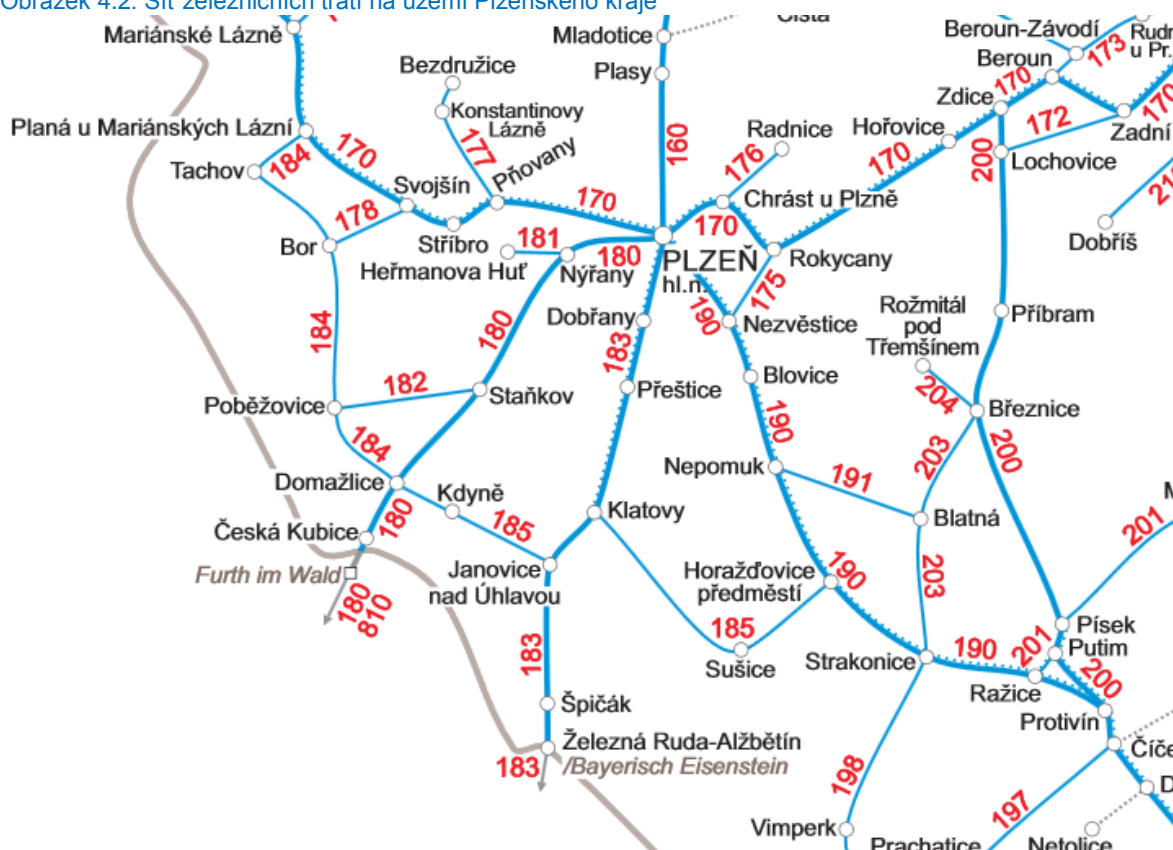 Obrázek 4.2. Síť železničních tratí na území Plzeňského kraje
Mariánské Lázně
Mladotice
Čistá
Beroun-Závodí
Rudn
u Pr.
173
Beroun
Bezdružice
Plasy
170
Zdice
170
Konstantinovy
Lázně
Planá u Mariánských Lázní
184
170
177
160
Radnice
Hořovice
172
Zadní
200
Lochovice
Tachov
Pňovany
176
170
Svojšín
178
170
Chrást u Plzně
170
Bor
Stříbro
181
Heřmanova Huť
Nýřany
180
PLZEŇ
hl.n.
Rokycany
Dobříš
175
190
Rožmitál
pod
Třemšínem
Příbram
184
180
Dobřany
Nezvěstice
183
182
Staňkov
Přeštice
Blovice
204
Poběžovice
190
Březnice
184
203
200
Domažlice
Nepomuk
191
Kdyně
180
185
Klatovy
Blatná
201
Česká Kubice
Furth im Wald
Janovice
nad Úhlavou
Horažďovice
předměstí
190
203
180
810
183
185
Sušice
Písek
Putim
201
Strakonice
190
200
Ražice
Protivín
Špičák
Železná Ruda-Alžbětín
/Bayerisch Eisenstein
183
198
197
Vimperk
Prachatice
Netolice